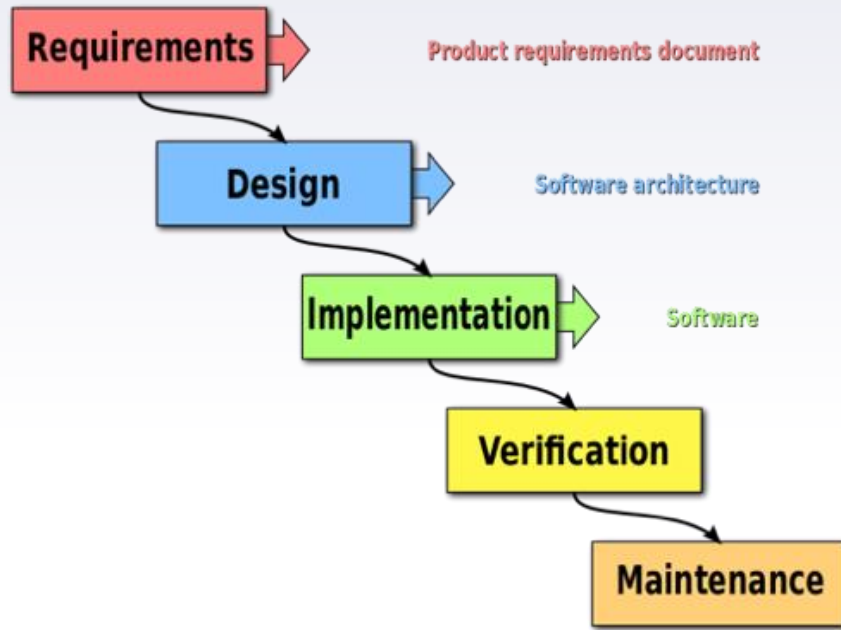 Requirements
Product requirements document
Design
Software architecture
Implementation
Software
Verification
Maintenance